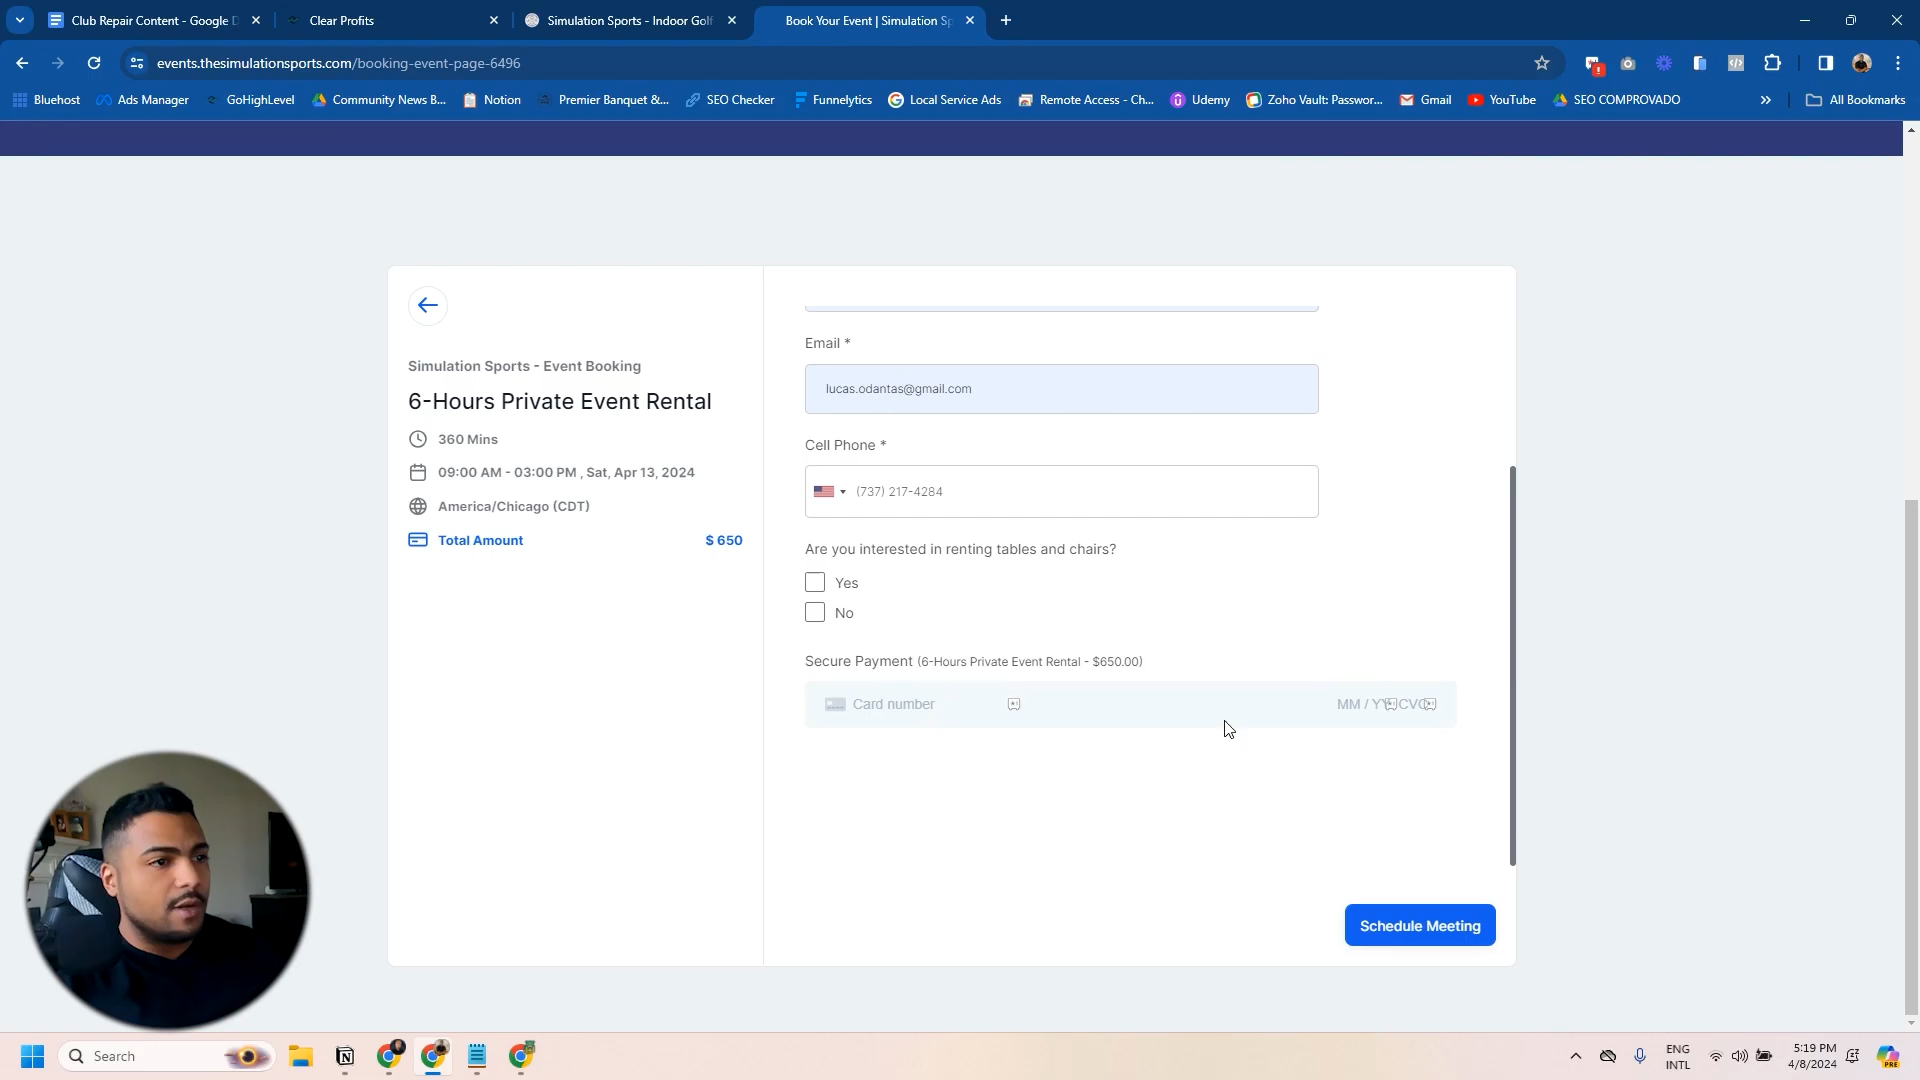 Club Repair Content - Google D
Clear Profits
Simulation Sports - Indoor Golf
Book Your Event | Simulation Sp
events.thesimulationsports.com/booking-event-page-6496
Bluehost
Ads Manager
GoHighLevel
Community News B...
Notion
Premier Banquet &...
SEO Checker
Funnelytics
Local Service Ads
Remote Access - Ch...
Udemy
Zoho Vault: Passwor...
Gmail
YouTube
SEO COMPROVADO
All Bookmarks
Simulation Sports - Event Booking
6-Hours Private Event Rental
360 Mins
09:00 AM - 03:00 PM , Sat, Apr 13, 2024
America/Chicago (CDT)
Total Amount $ 650
Email *
lucas.odantas@gmail.com
Cell Phone *
(737) 217-4284
Are you interested in renting tables and chairs?
Yes
No
Secure Payment (6-Hours Private Event Rental - $650.00)
Card number MM / YY CVC
Schedule Meeting
Search
ENG
INTL
5:19 PM
4/8/2024
PRE